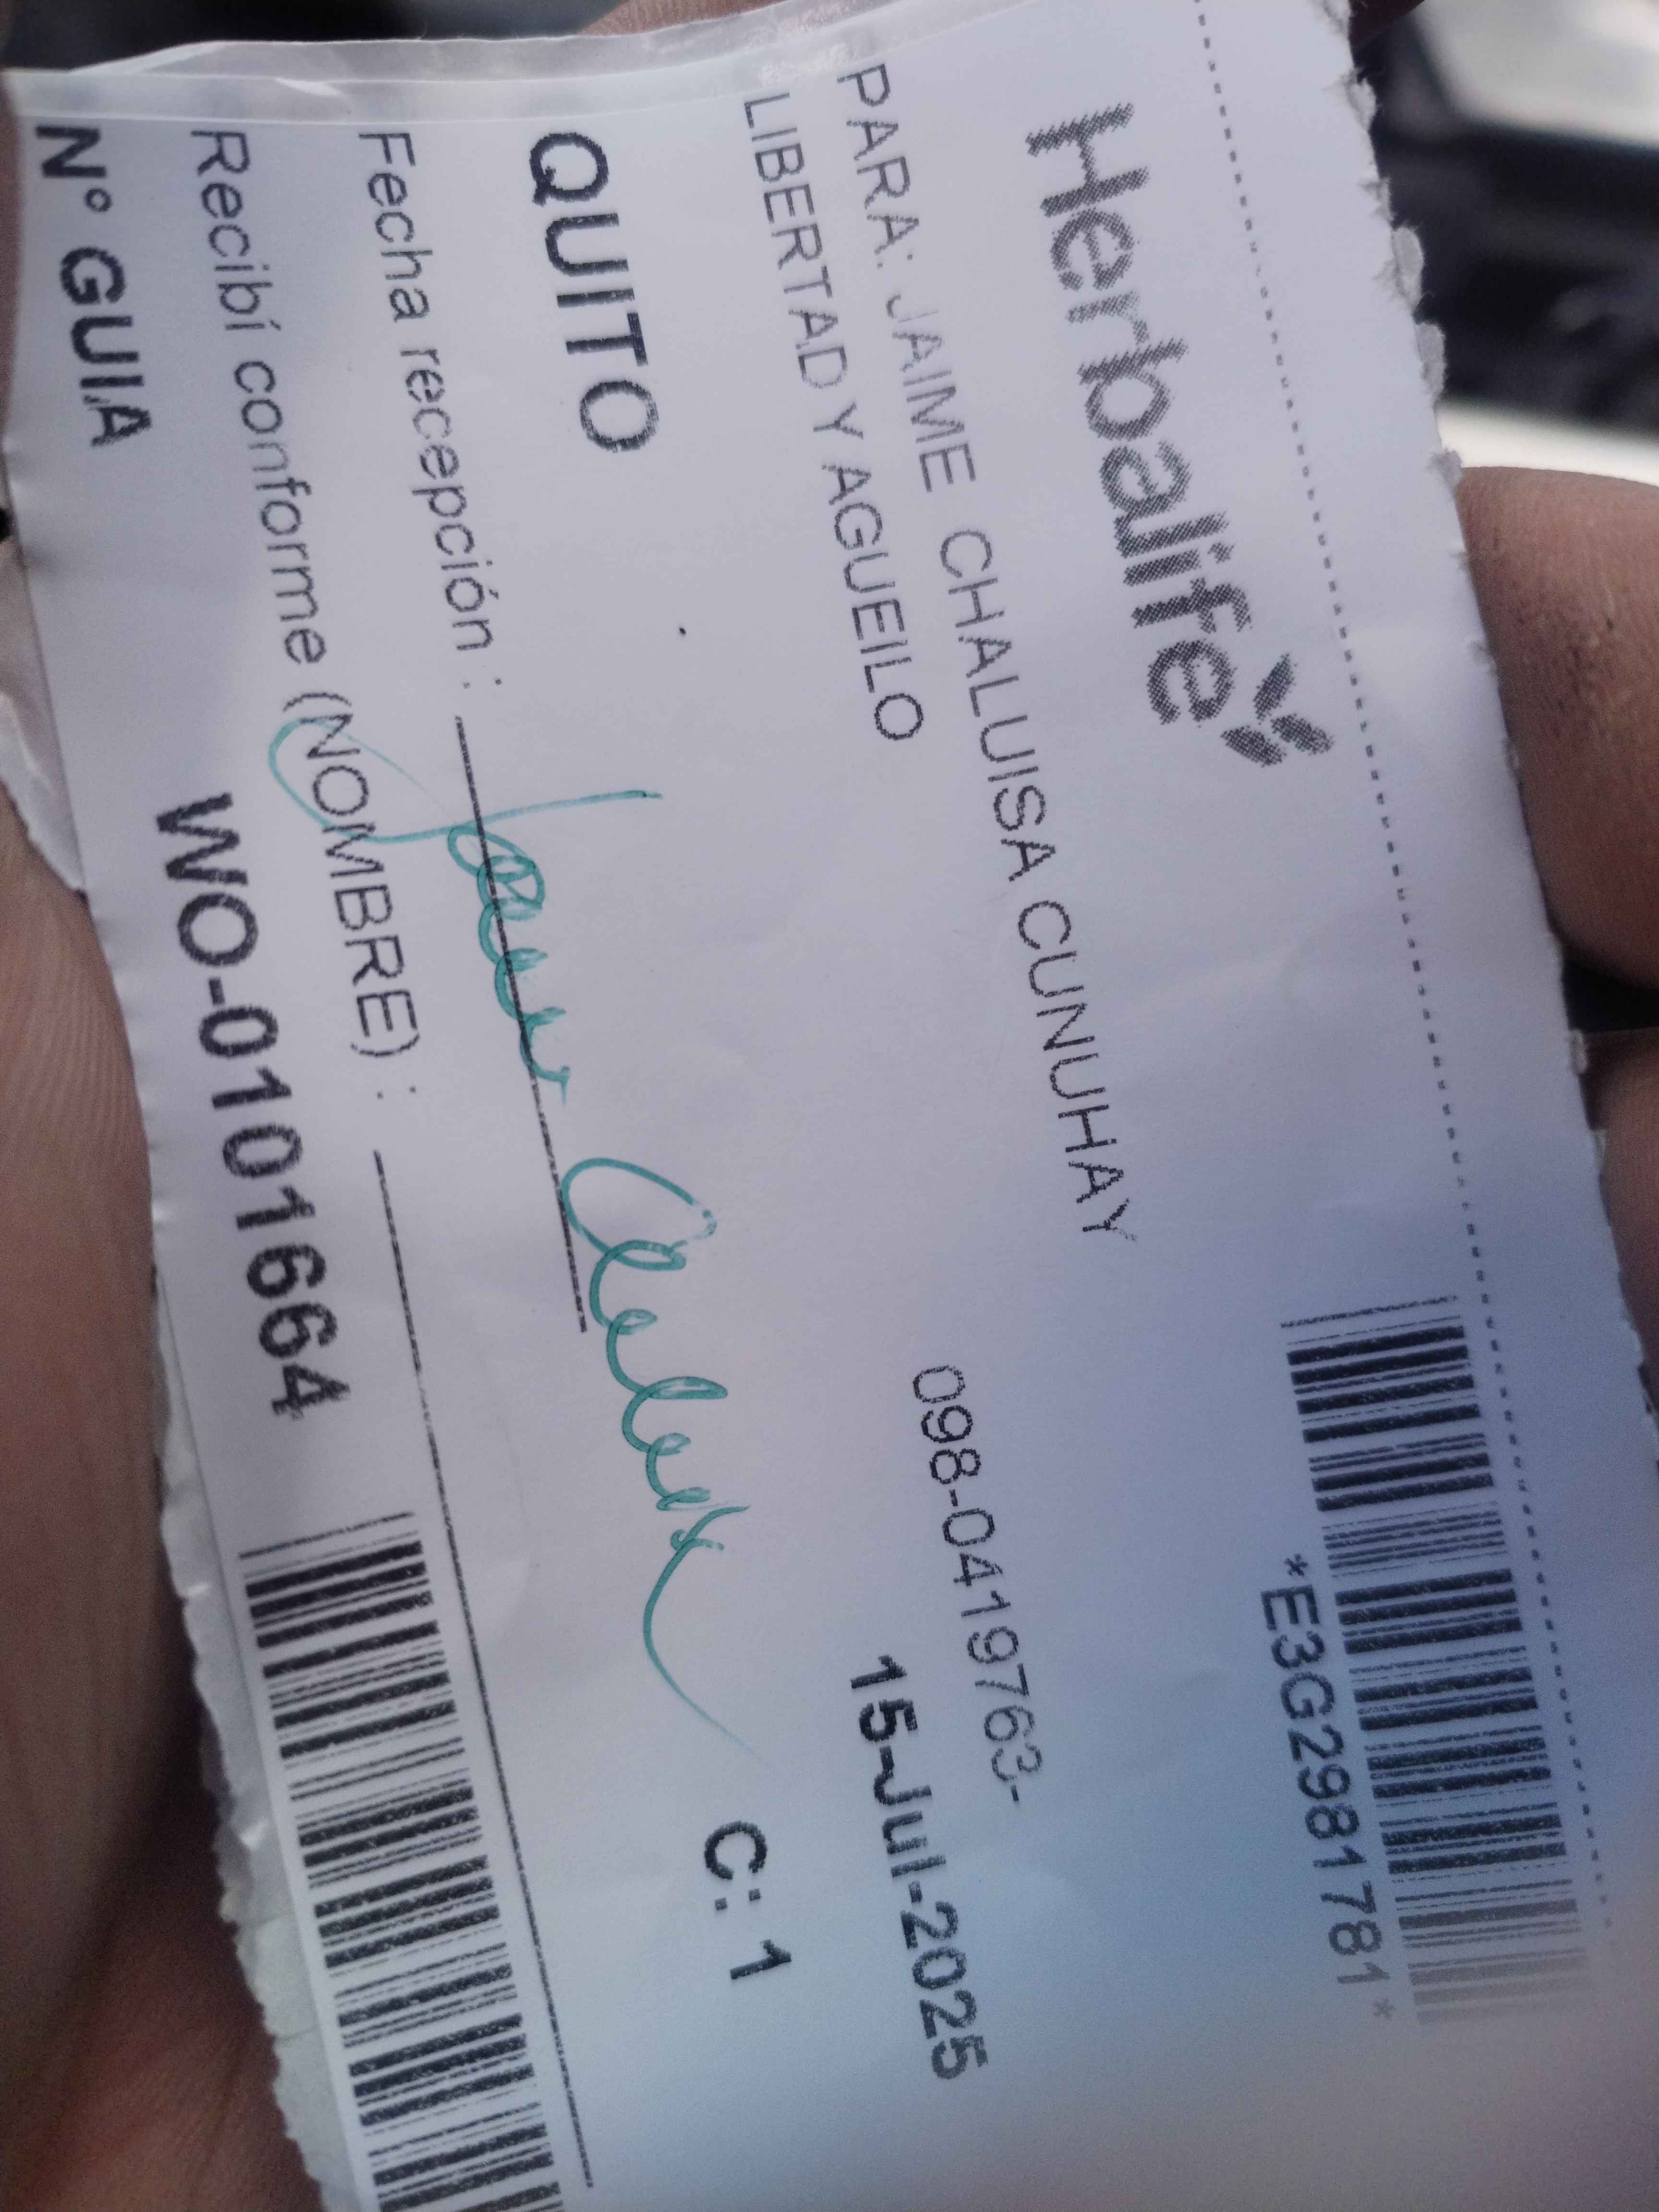 Herbalife
*E3G2981781*
PARA: JAIME CHALUISA CUNUHAY
098-0419763-
LIBERTAD Y AGUEILO
15-Jul-2025
QUITO
C: 1
Fecha recepción :
Recibí conforme (NOMBRE) :
N° GUIA WO-0101664